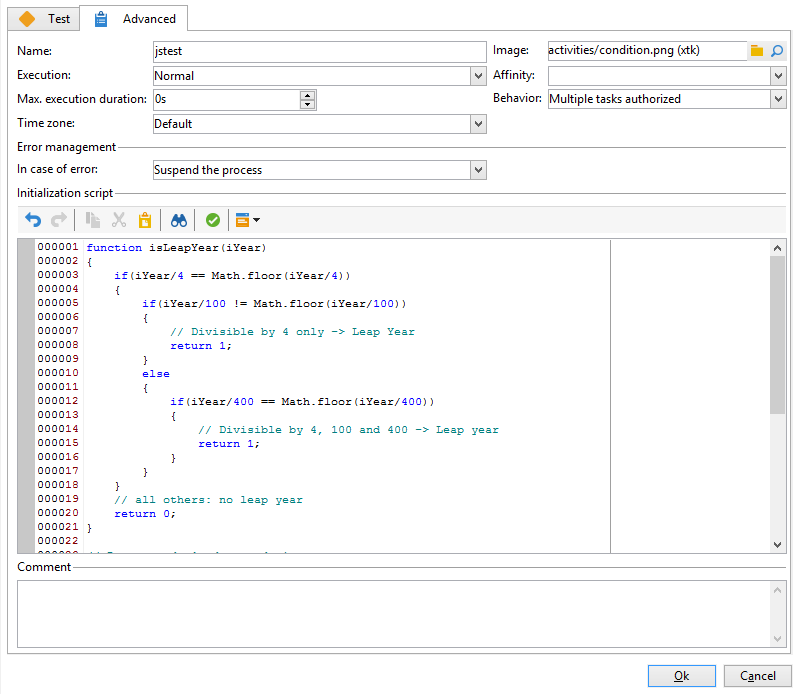 Test Advanced
Name: jstest Image: activities/condition.png (xtk)
Execution: Normal Affinity:
Max. execution duration: 0s Behavior: Multiple tasks authorized
Time zone: Default
Error management
In case of error: Suspend the process
Initialization script
000001 function isLeapYear(iYear)
000002 {
000003     if(iYear/4 == Math.floor(iYear/4))
000004     {
000005         if(iYear/100 != Math.floor(iYear/100))
000006         {
000007             // Divisible by 4 only -> Leap Year
000008             return 1;
000009         }
000010         else
000011         {
000012             if(iYear/400 == Math.floor(iYear/400))
000013             {
000014                 // Divisible by 4, 100 and 400 -> Leap year
000015                 return 1;
000016             }
000017         }
000018     }
000019     // all others: no leap year
000020     return 0;
000021 }
000022
Comment
Ok Cancel